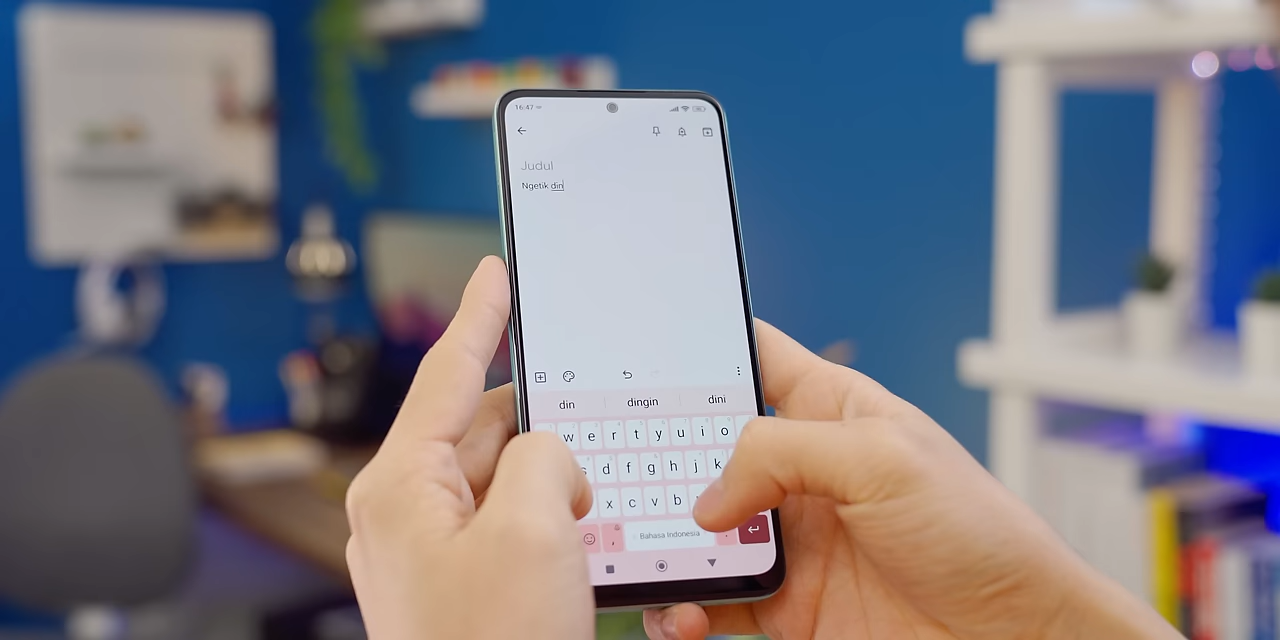 16:47
Judul
Ngetik din
din dingin dini
w e r t y u i o
s d f g h j k
x c v b
, Bahasa Indonesia .